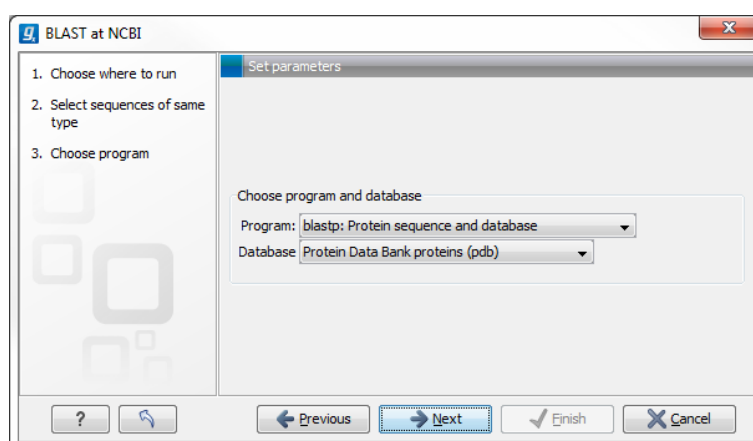 BLAST at NCBI
1. Choose where to run
2. Select sequences of same
type
3. Choose program
Set parameters
Choose program and database
Program: blastp: Protein sequence and database
Database Protein Data Bank proteins (pdb)
? Previous Next Finish Cancel